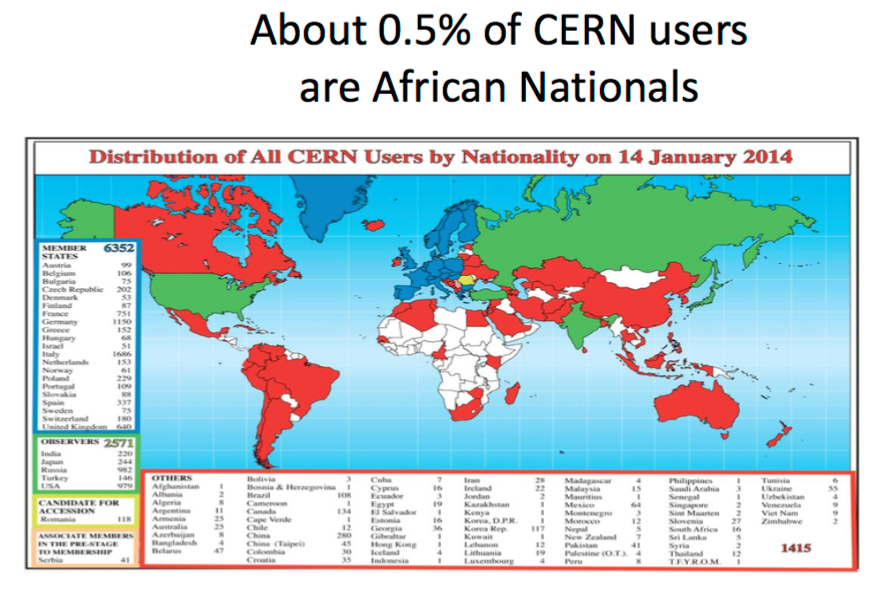 About 0.5% of CERN users
are African Nationals
Distribution of All CERN Users by Nationality on 14 January 2014
MEMBER STATES 6352
Austria 99
Belgium 106
Bulgaria 75
Czech Republic 202
Denmark 53
Finland 87
France 751
Germany 1150
Greece 152
Hungary 68
Israel 51
Italy 1686
Netherlands 153
Norway 61
Poland 229
Portugal 109
Slovakia 88
Spain 337
Sweden 75
Switzerland 180
United Kingdom 640
OBSERVERS 2571
India 220
Japan 244
Russia 982
Turkey 146
USA 979
CANDIDATE FOR
ACCESSION
Romania 118
ASSOCIATE MEMBERS
IN THE PRE-STAGE
TO MEMBERSHIP
Serbia 41
OTHERS
Afghanistan 1
Albania 2
Algeria 8
Argentina 11
Armenia 25
Australia 25
Azerbaijan 8
Bangladesh 4
Belarus 47
Bolivia 3
Bosnia & Herzegovina 1
Brazil 108
Cameroon 1
Canada 134
Cape Verde 1
Chile 12
China 280
China (Taipei) 45
Colombia 30
Croatia 35
Cuba 7
Cyprus 16
Ecuador 3
Egypt 19
El Salvador 1
Estonia 16
Georgia 36
Gibraltar 1
Hong Kong 1
Iceland 4
Indonesia 1
Iran 28
Ireland 22
Jordan 2
Kazakhstan 1
Kenya 1
Korea, D.P.R. 1
Korea Rep. 117
Kuwait 1
Lebanon 12
Lithuania 19
Luxembourg 4
Madagascar 4
Malaysia 15
Mauritius 1
Mexico 64
Montenegro 3
Morocco 12
Nepal 5
New Zealand 7
Pakistan 41
Palestine (O.T.). 4
Peru 8
Philippines 1
Saudi Arabia 3
Senegal 1
Singapore 2
Sint Maarten 2
Slovenia 27
South Africa 16
Sri Lanka 5
Syria 2
Thailand 12
T.F.Y.R.O.M. 1
Tunisia 6
Ukraine 55
Uzbekistan 4
Venezuela 9
Viet Nam 9
Zimbabwe 2
1415